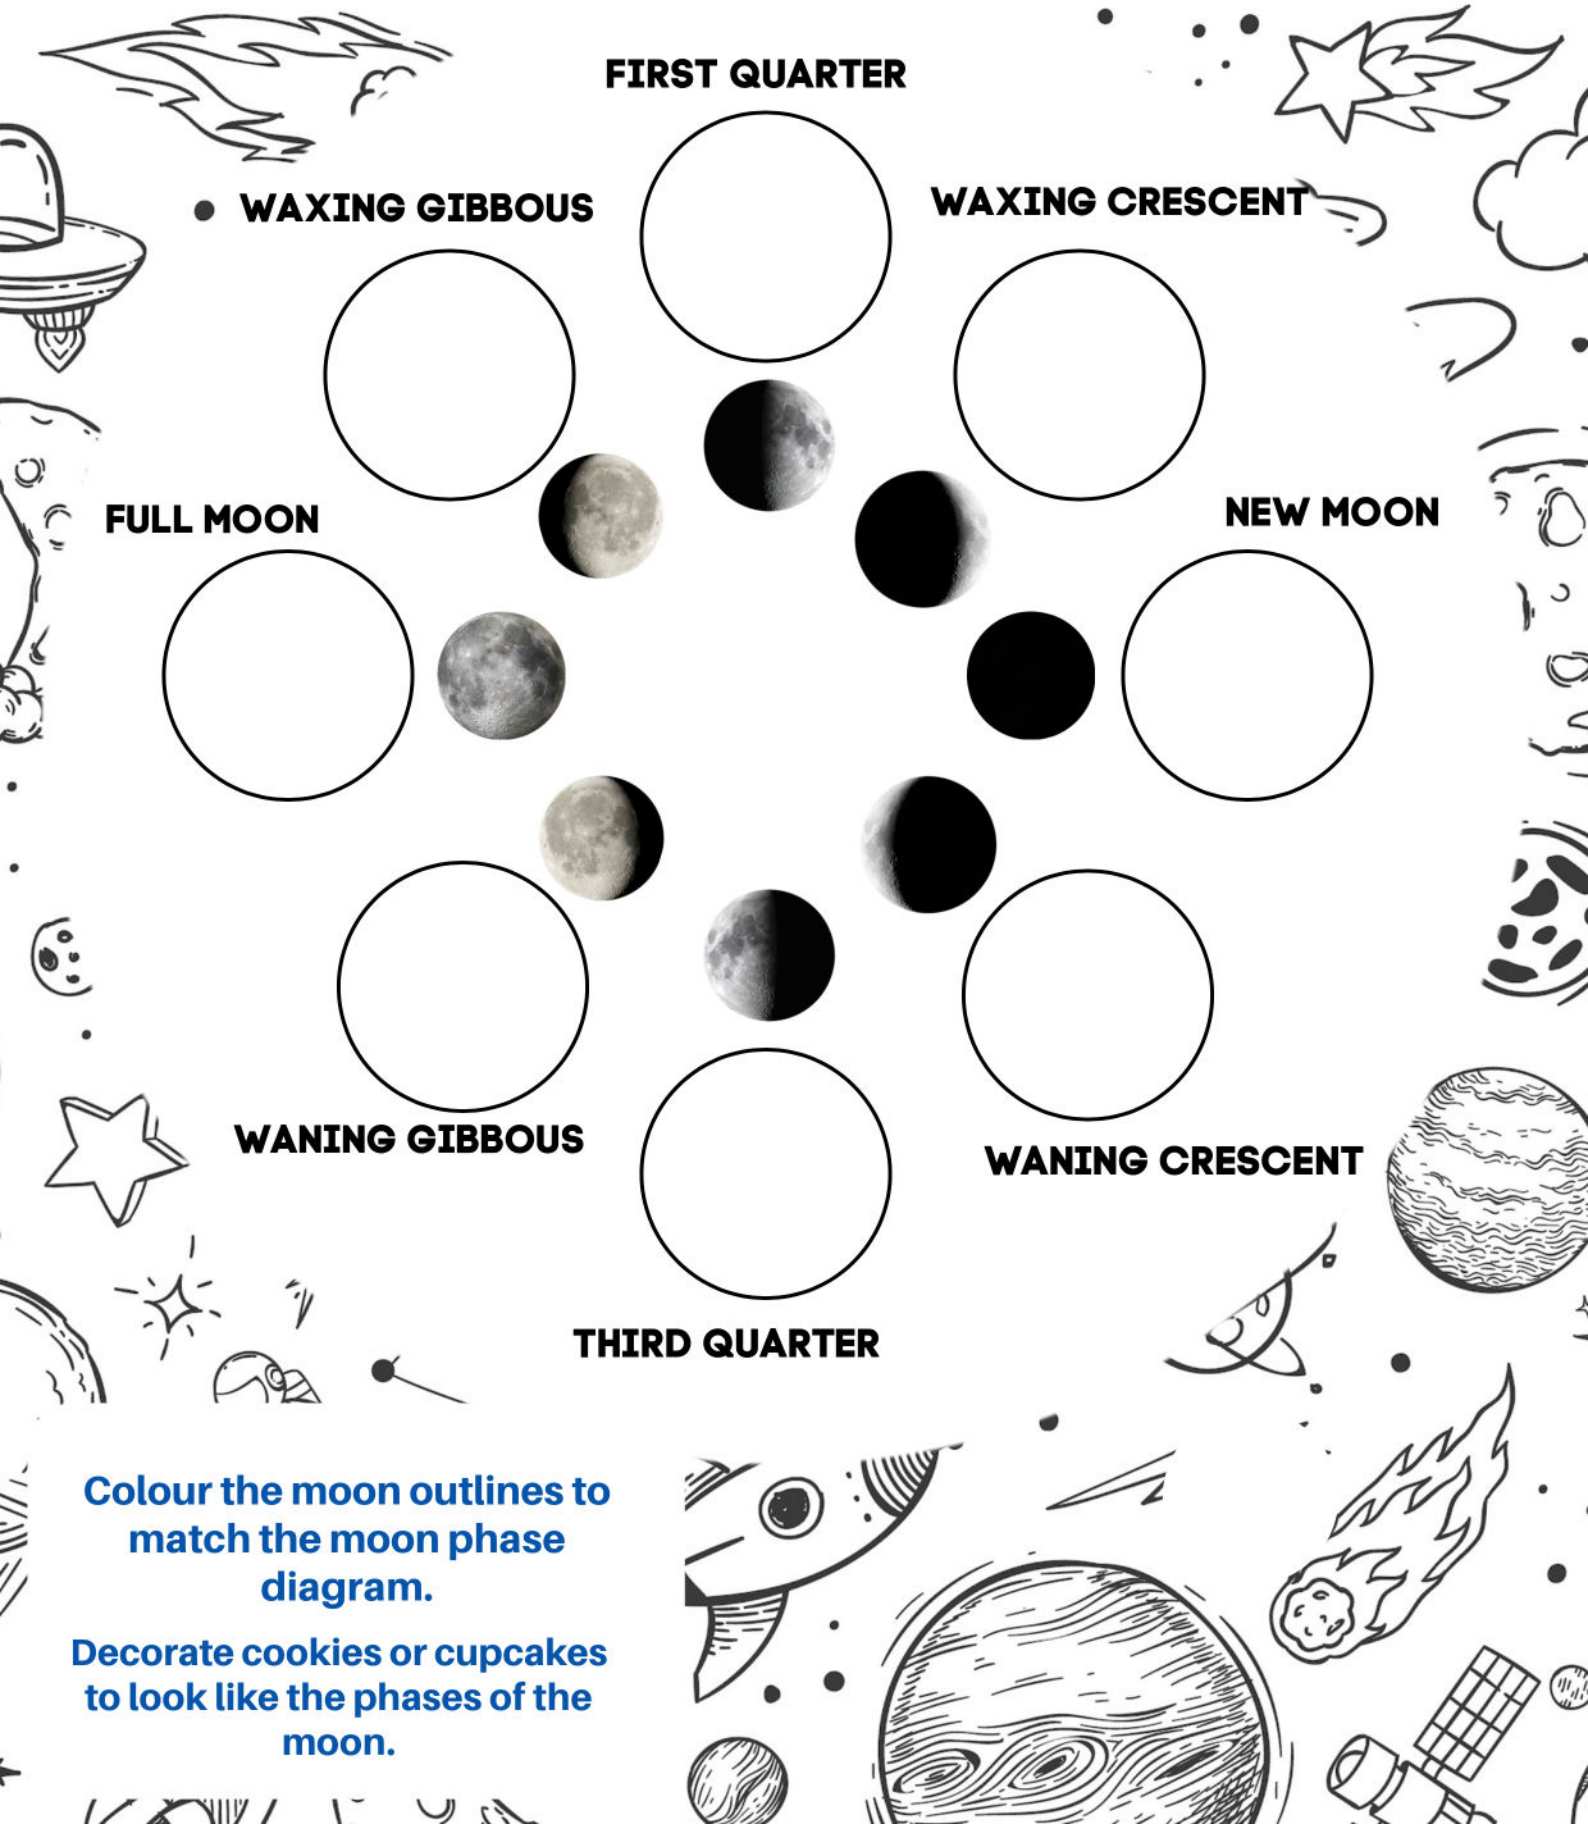 FIRST QUARTER
WAXING GIBBOUS
WAXING CRESCENT
FULL MOON
NEW MOON
WANING GIBBOUS
WANING CRESCENT
THIRD QUARTER
Colour the moon outlines to
match the moon phase
diagram.
Decorate cookies or cupcakes
to look like the phases of the
moon.